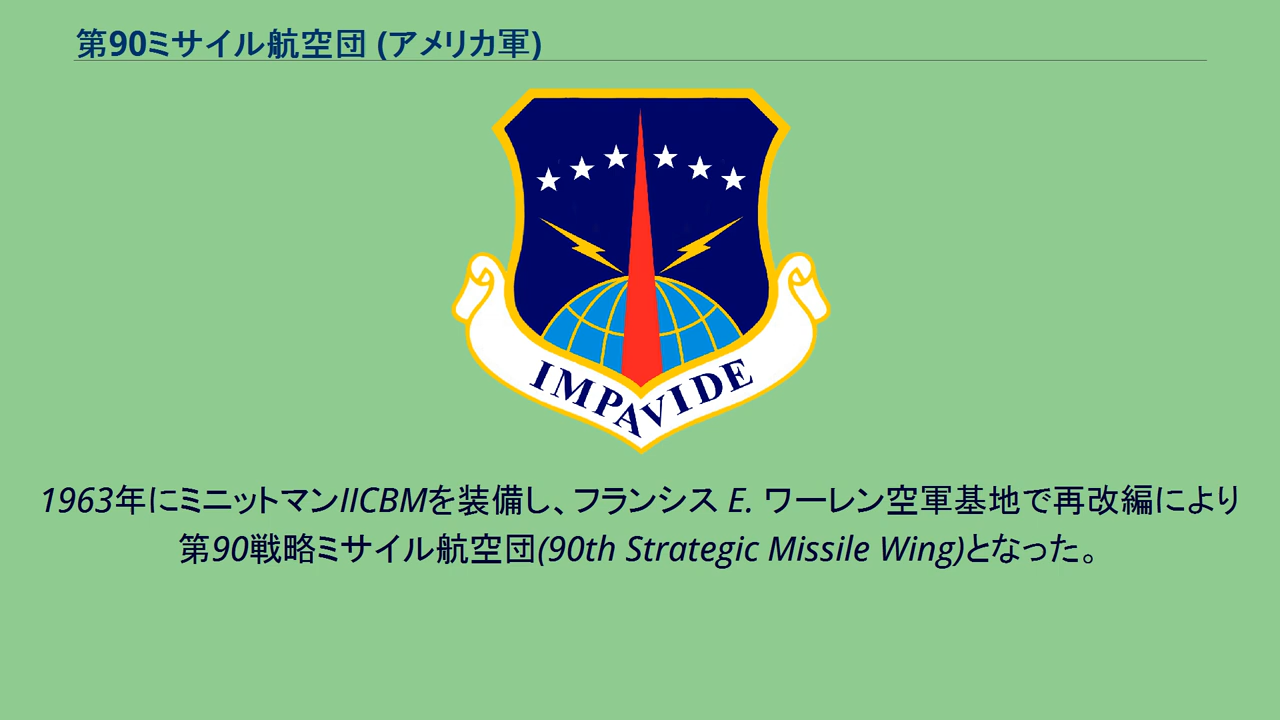 第90ミサイル航空団 (アメリカ軍)
IMPAVIDE
1963年にミニットマンIICBMを装備し、フランシス E. ワーレン空軍基地で再改編により
第90戦略ミサイル航空団(90th Strategic Missile Wing)となった。